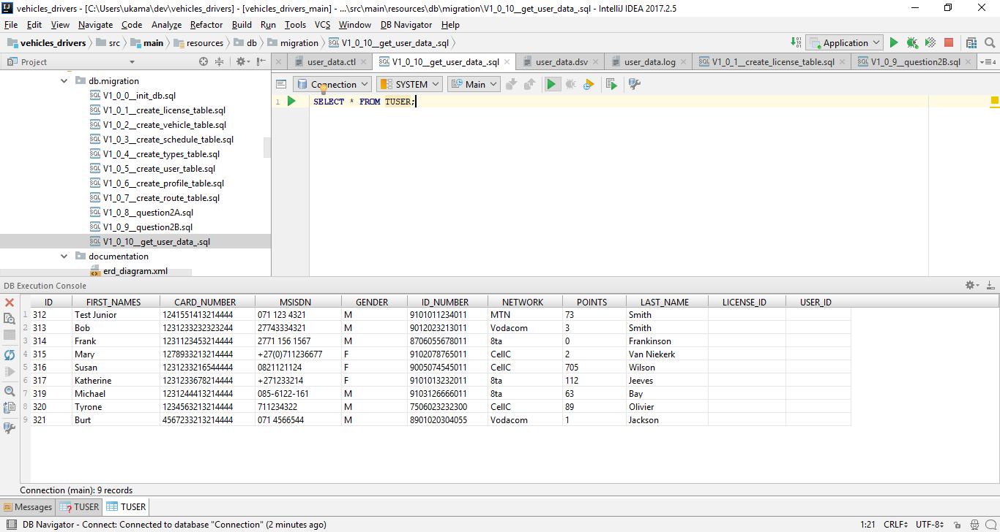 vehicles_drivers - [C:\Users\ukama\dev\vehicles_drivers] - [vehicles_drivers_main] - ...\src\main\resources\db\migration\V1_0_10__get_user_data_.sql - IntelliJ IDEA 2017.2.5
File Edit View Navigate Code Analyze Refactor Build Run Tools VCS Window DB Navigator Help
vehicles_drivers src main resources db migration V1_0_10__get_user_data_.sql Application
Project user_data.ctl V1_0_10__get_user_data_.sql user_data.dsv user_data.log V1_0_1__create_license_table.sql V1_0_9__question2B.sql 4
Connection SYSTEM Main
1 SELECT * FROM TUSER;
db.migration
V1_0_0__init_db.sql
V1_0_1__create_license_table.sql
V1_0_2__create_vehicle_table.sql
V1_0_3__create_schedule_table.sql
V1_0_4__create_types_table.sql
V1_0_5__create_user_table.sql
V1_0_6__create_profile_table.sql
V1_0_7__create_route_table.sql
V1_0_8__question2A.sql
V1_0_9__question2B.sql
V1_0_10__get_user_data_.sql
documentation
erd_diagram.xml
DB Execution Console
ID FIRST_NAMES CARD_NUMBER MSISDN GENDER ID_NUMBER NETWORK POINTS LAST_NAME LICENSE_ID USER_ID
1 312 Test Junior 1241551413214444 071 123 4321 M 9101011234011 MTN 73 Smith
2 313 Bob 1231233232323244 27743334321 M 9012023213011 Vodacom 3 Smith
3 314 Frank 1231123453214444 2771 156 1567 M 8706055678011 8ta 0 Frankinson
4 315 Mary 1278933213214444 +27(0)711236677 F 9102078765011 CellC 2 Van Niekerk
5 316 Susan 1231233216544444 0821121124 F 9005074545011 CellC 705 Wilson
6 317 Katherine 1231233678214444 +271233214 F 9101013232011 8ta 112 Jeeves
7 319 Michael 1231244413214444 085-6122-161 M 9103126666011 8ta 63 Bay
8 320 Tyrone 1234563213214444 711234322 M 7506023232300 CellC 89 Olivier
9 321 Burt 4567233213214444 071 4566544 M 8901020304055 Vodacom 1 Jackson
Connection (main): 9 records
Messages TUSER TUSER
DB Navigator - Connect: Connected to database "Connection" (2 minutes ago) 1:21 CRLF UTF-8